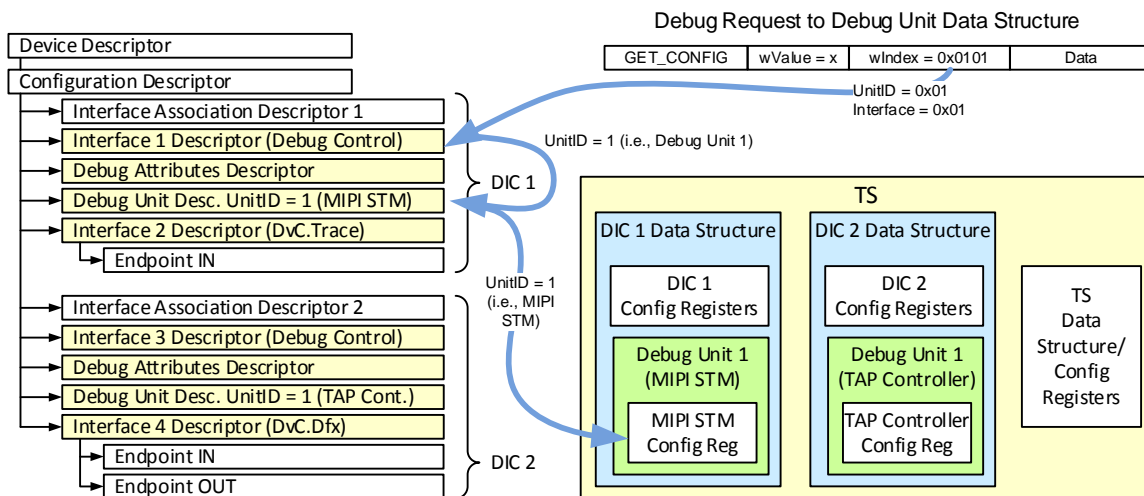 Debug Request to Debug Unit Data Structure
GET_CONFIG wValue = x wIndex = 0x0101 Data
UnitID = 0x01
Interface = 0x01
Device Descriptor
Configuration Descriptor
Interface Association Descriptor 1
Interface 1 Descriptor (Debug Control)
Debug Attributes Descriptor
Debug Unit Desc. UnitID = 1 (MIPI STM)
Interface 2 Descriptor (DvC.Trace)
Endpoint IN
DIC 1
UnitID = 1 (i.e., Debug Unit 1)
UnitID = 1
(i.e., MIPI
STM)
Interface Association Descriptor 2
Interface 3 Descriptor (Debug Control)
Debug Attributes Descriptor
Debug Unit Desc. UnitID = 1 (TAP Cont.)
Interface 4 Descriptor (DvC.Dfx)
Endpoint IN
Endpoint OUT
DIC 2
TS
DIC 1 Data Structure
DIC 1
Config Registers
Debug Unit 1
(MIPI STM)
MIPI STM
Config Reg
DIC 2 Data Structure
DIC 2
Config Registers
Debug Unit 1
(TAP Controller)
TAP Controller
Config Reg
TS
Data
Structure/
Config
Registers